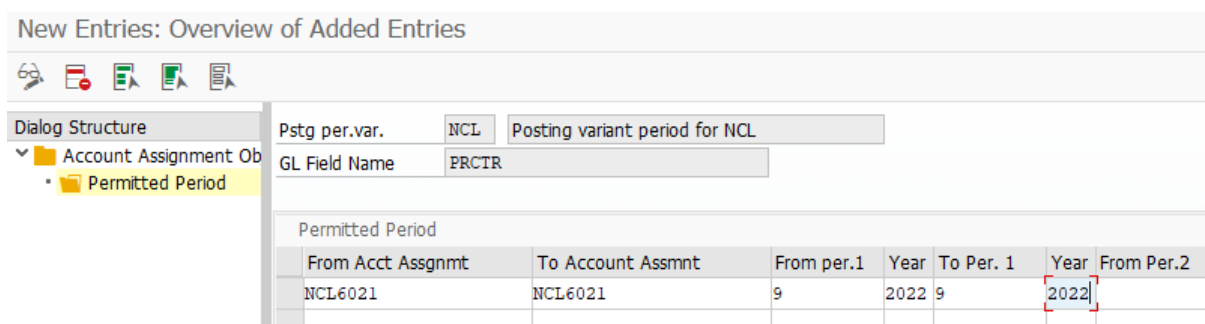 New Entries: Overview of Added Entries
Dialog Structure
Account Assignment Ob
Permitted Period
Pstg per.var. NCL Posting variant period for NCL
GL Field Name PRCTR
Permitted Period
From Acct Assgnmt To Account Assmnt From per.1 Year To Per. 1 Year From Per.2
NCL6021 NCL6021 9 2022 9 2022